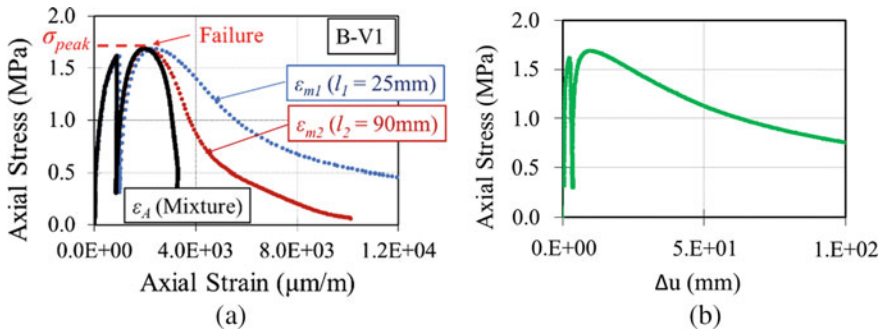 2.0
1.5
1.0
0.5
0.0
Axial Stress (MPa)
σpeak
Failure
B-V1
εm1 (l1 = 25mm)
εm2 (l2 = 90mm)
εA (Mixture)
0.0E+00 4.0E+03 8.0E+03 1.2E+04
Axial Strain (μm/m)
(a)
2.0
1.5
1.0
0.5
0.0
Axial Stress (MPa)
0.E+00 5.E+01 1.E+02
Δu (mm)
(b)